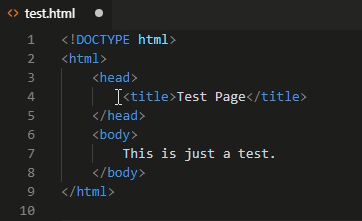 <> test.html ●
1 <!DOCTYPE html>
2 <html>
3     <head>
4         <title>Test Page</title>
5     </head>
6     <body>
7         This is just a test.
8     </body>
9 </html>
10